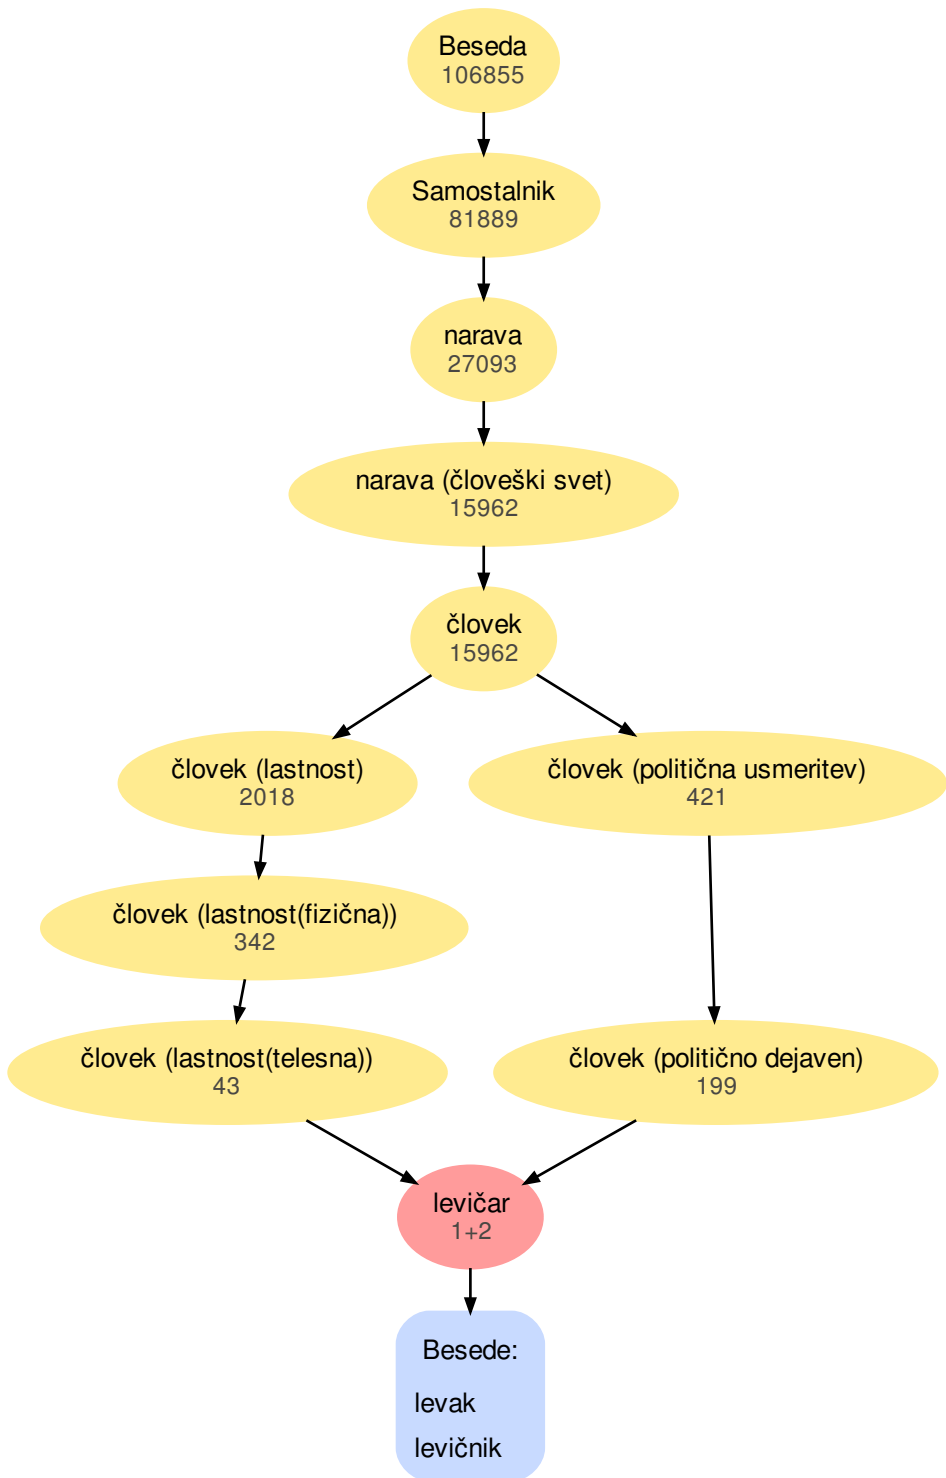 Beseda
106855
Samostalnik
81889
narava
27093
narava (človeški svet)
15962
človek
15962
človek (lastnost)
2018
človek (politična usmeritev)
421
človek (lastnost(fizična))
342
človek (lastnost(telesna))
43
človek (politično dejaven)
199
levičar
1+2
Besede:
levak
levičnik